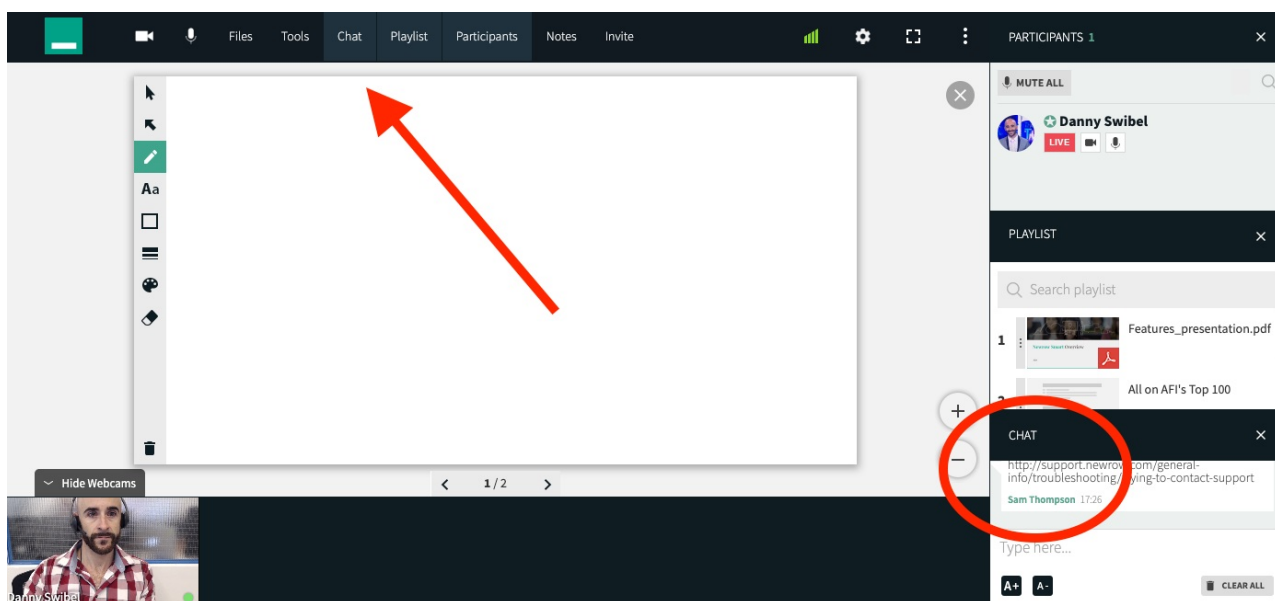 Files Tools Chat Playlist Participants Notes Invite
PARTICIPANTS 1
MUTE ALL
Danny Swibel
LIVE
Aa
PLAYLIST
Search playlist
1 Features_presentation.pdf
All on AFI's Top 100
CHAT
http://support.newrow.com/general-
info/troubleshooting/trying-to-contact-support
Sam Thompson 17:26
Type here...
A+ A- CLEAR ALL
1/2
Hide Webcams
Danny Swibel